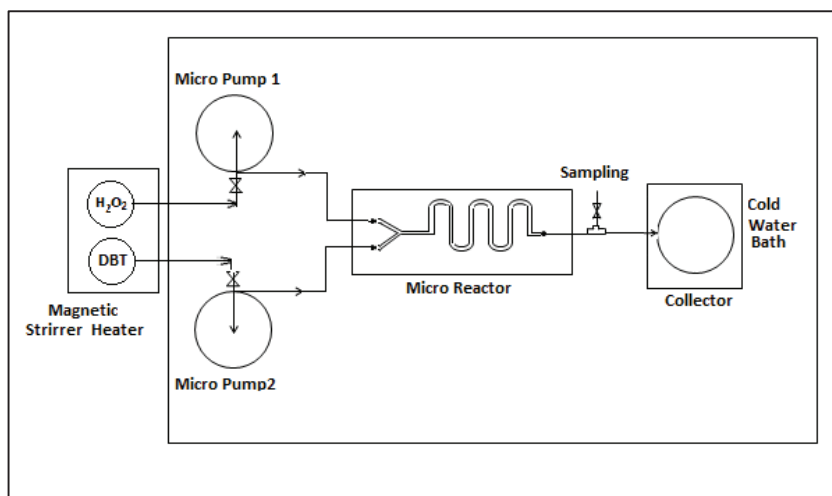 Micro Pump 1
H₂O₂
DBT
Magnetic
Strirrer Heater
Micro Pump2
Micro Reactor
Sampling
Cold
Water
Bath
Collector